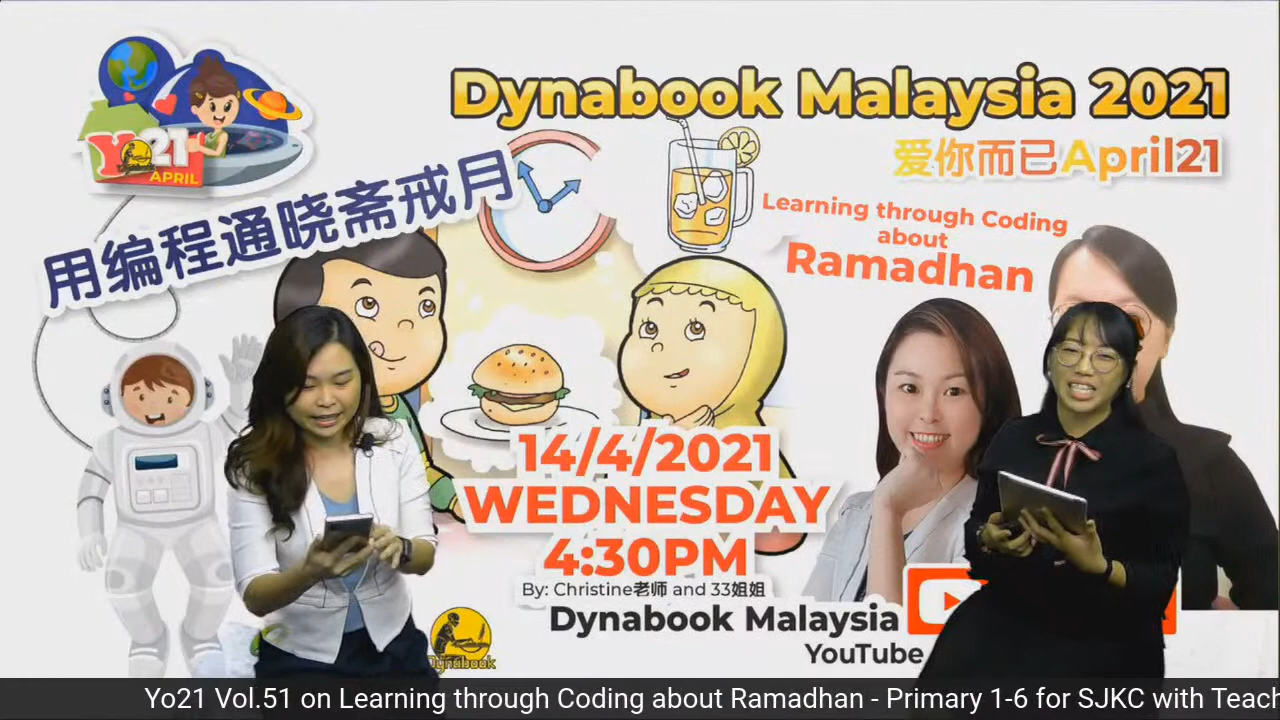 Dynabook Malaysia 2021
爱你而已April21
Yo21
APRIL
用编程通晓斋戒月
Learning through Coding
about
Ramadhan
14/4/2021
WEDNESDAY
4:30PM
By: Christine老师 and 33姐姐
Dynabook Malaysia
YouTube
Dynabook
Yo21 Vol.51 on Learning through Coding about Ramadhan - Primary 1-6 for SJKC with Teach